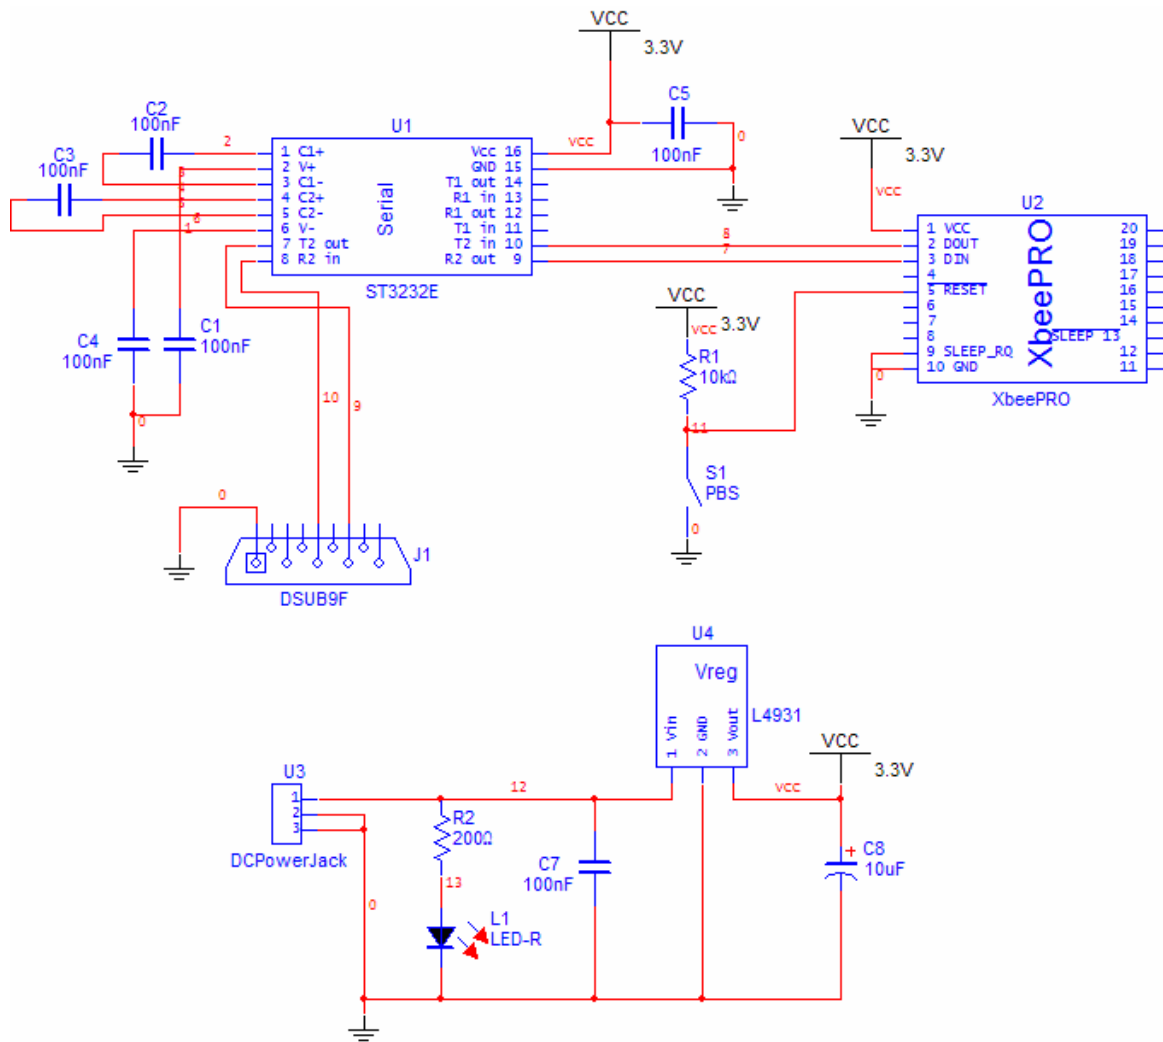 VCC
3.3V
C5
100nF
0
VCC
C2
100nF
2
C3
100nF
U1
1 C1+
2 V+
3 C1-
4 C2+
5 C2-
6 V-
7 T2 out
8 R2 in
Serial
Vcc 16
GND 15
T1 out 14
R1 in 13
R1 out 12
T1 in 11
T2 in 10
R2 out 9
ST3232E
6
1
8
7
VCC
3.3V
VCC
U2
1 VCC
2 DOUT
3 DIN
4
5 RESET
6
7
8
9 SLEEP_RQ
10 GND
XbeePRO
20
19
18
17
16
15
14
SLEEP 13
12
11
XbeePRO
0
VCC
3.3V
VCC
R1
10kΩ
11
S1
PBS
0
C4
100nF
C1
100nF
0
10
9
0
J1
DSUB9F
U4
Vreg
1 Vin
2 GND
3 Vout
L4931
VCC
3.3V
VCC
12
U3
1
2
3
DCPowerJack
0
R2
200Ω
13
L1
LED-R
C7
100nF
+
C8
10uF